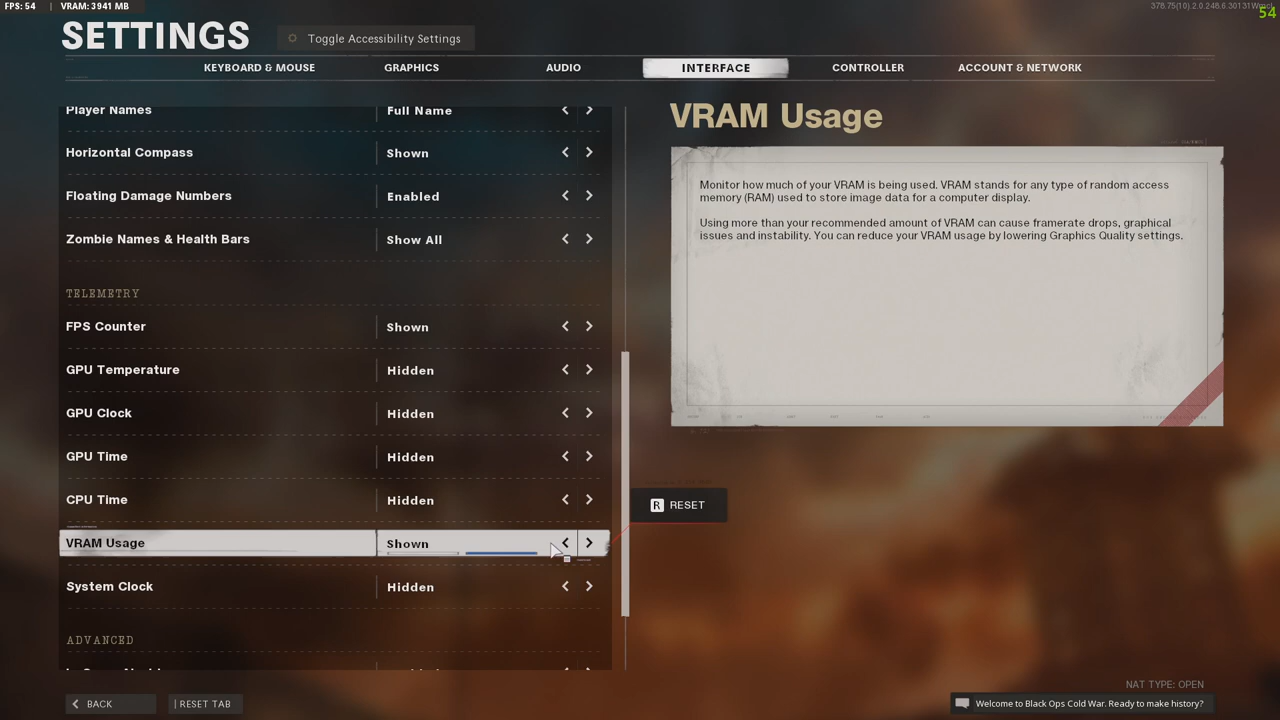 FPS: 54 | VRAM: 3941 MB
54
SETTINGS
Toggle Accessibility Settings
KEYBOARD & MOUSE
GRAPHICS
AUDIO
INTERFACE
CONTROLLER
ACCOUNT & NETWORK
Player Names
Full Name
Horizontal Compass
Shown
Floating Damage Numbers
Enabled
Zombie Names & Health Bars
Show All
TELEMETRY
FPS Counter
Shown
GPU Temperature
Hidden
GPU Clock
Hidden
GPU Time
Hidden
CPU Time
Hidden
VRAM Usage
Shown
System Clock
Hidden
ADVANCED
VRAM Usage
Monitor how much of your VRAM is being used. VRAM stands for any type of random access
memory (RAM) used to store image data for a computer display.
Using more than your recommended amount of VRAM can cause framerate drops, graphical
issues and instability. You can reduce your VRAM usage by lowering Graphics Quality settings.
R RESET
BACK
RESET TAB
NAT TYPE: OPEN
Welcome to Black Ops Cold War. Ready to make history?